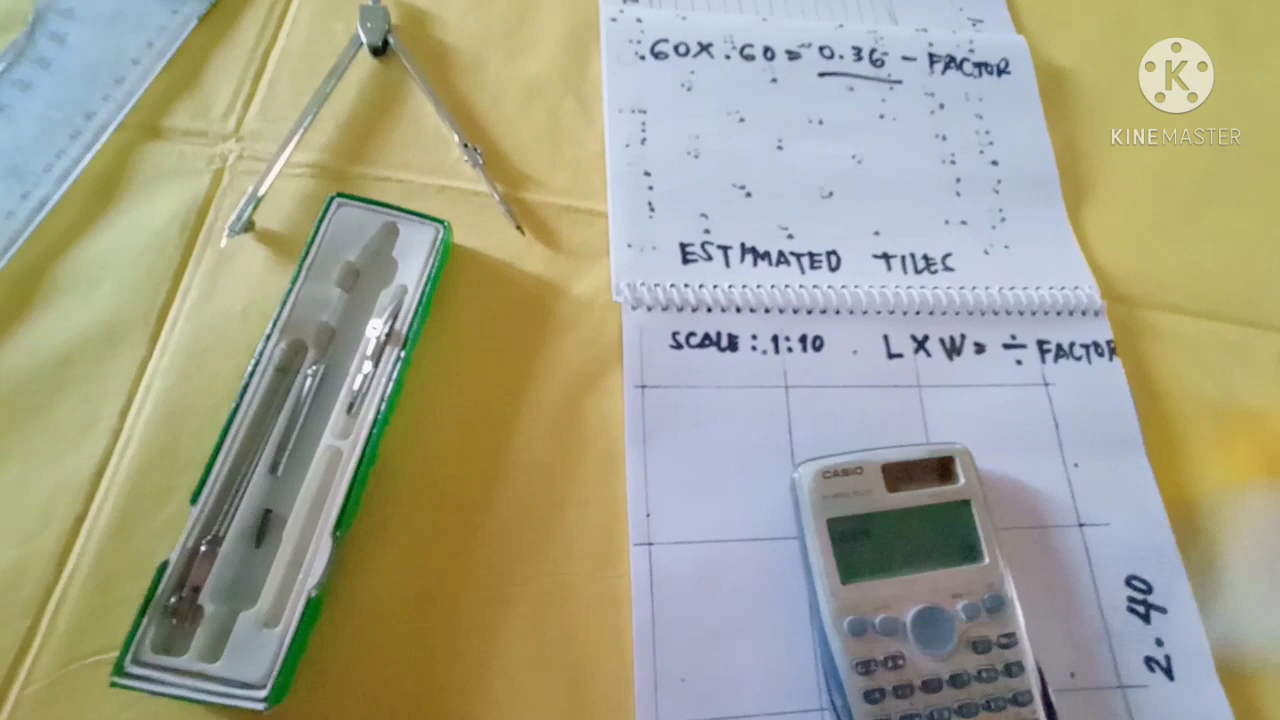 .60 X .60 = 0.36 - FACTOR
ESTIMATED TILES
SCALE : 1:10 . L X W = ÷ FACTOR
CASIO
2.40
KINEMASTER